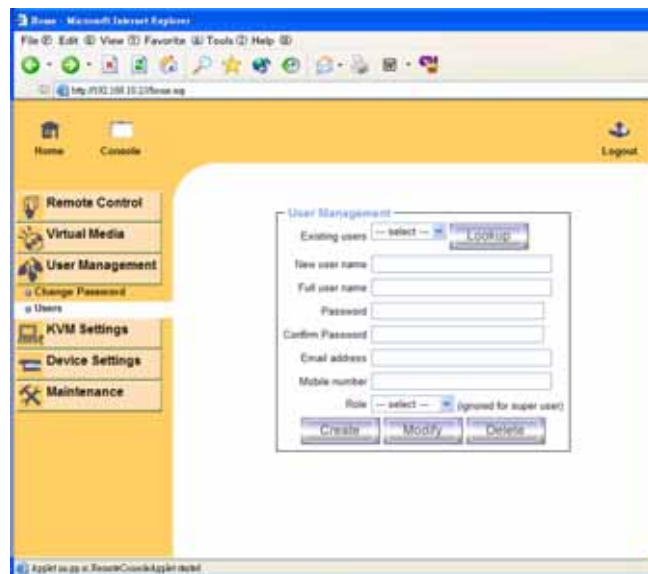 Home - Microsoft Internet Explorer
File Edit View Favorite Tools Help
Home
Console
Logout
Remote Control
Virtual Media
User Management
Change Password
Users
KVM Settings
Device Settings
Maintenance
User Management
Existing users -- select -- Lookup
New user name
Full user name
Password
Confirm Password
Email address
Mobile number
Role -- select -- (ignored for super user)
Create Modify Delete